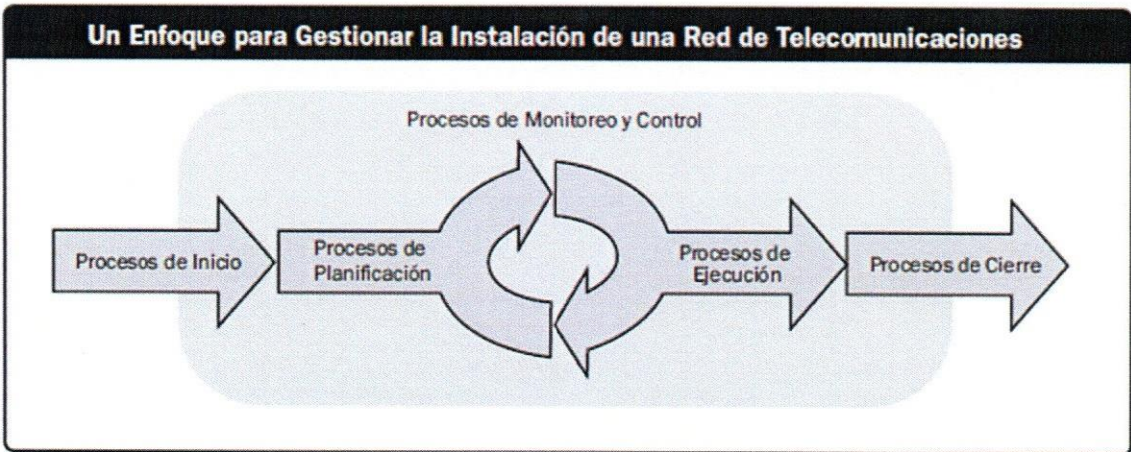 Un Enfoque para Gestionar la Instalación de una Red de Telecomunicaciones
Procesos de Monitoreo y Control
Procesos de Inicio
Procesos de
Planificación
Procesos de
Ejecución
Procesos de Cierre